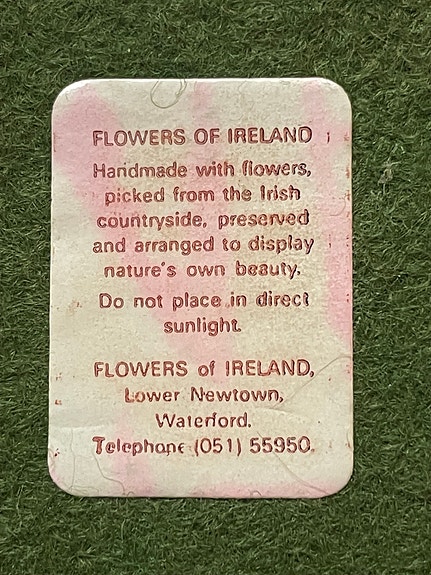 FLOWERS OF IRELAND
Handmade with flowers,
picked from the Irish
countryside, preserved
and arranged to display
nature's own beauty.
Do not place in direct
sunlight.
FLOWERS of IRELAND,
Lower Newtown,
Waterford.
Telephone (051) 55950.